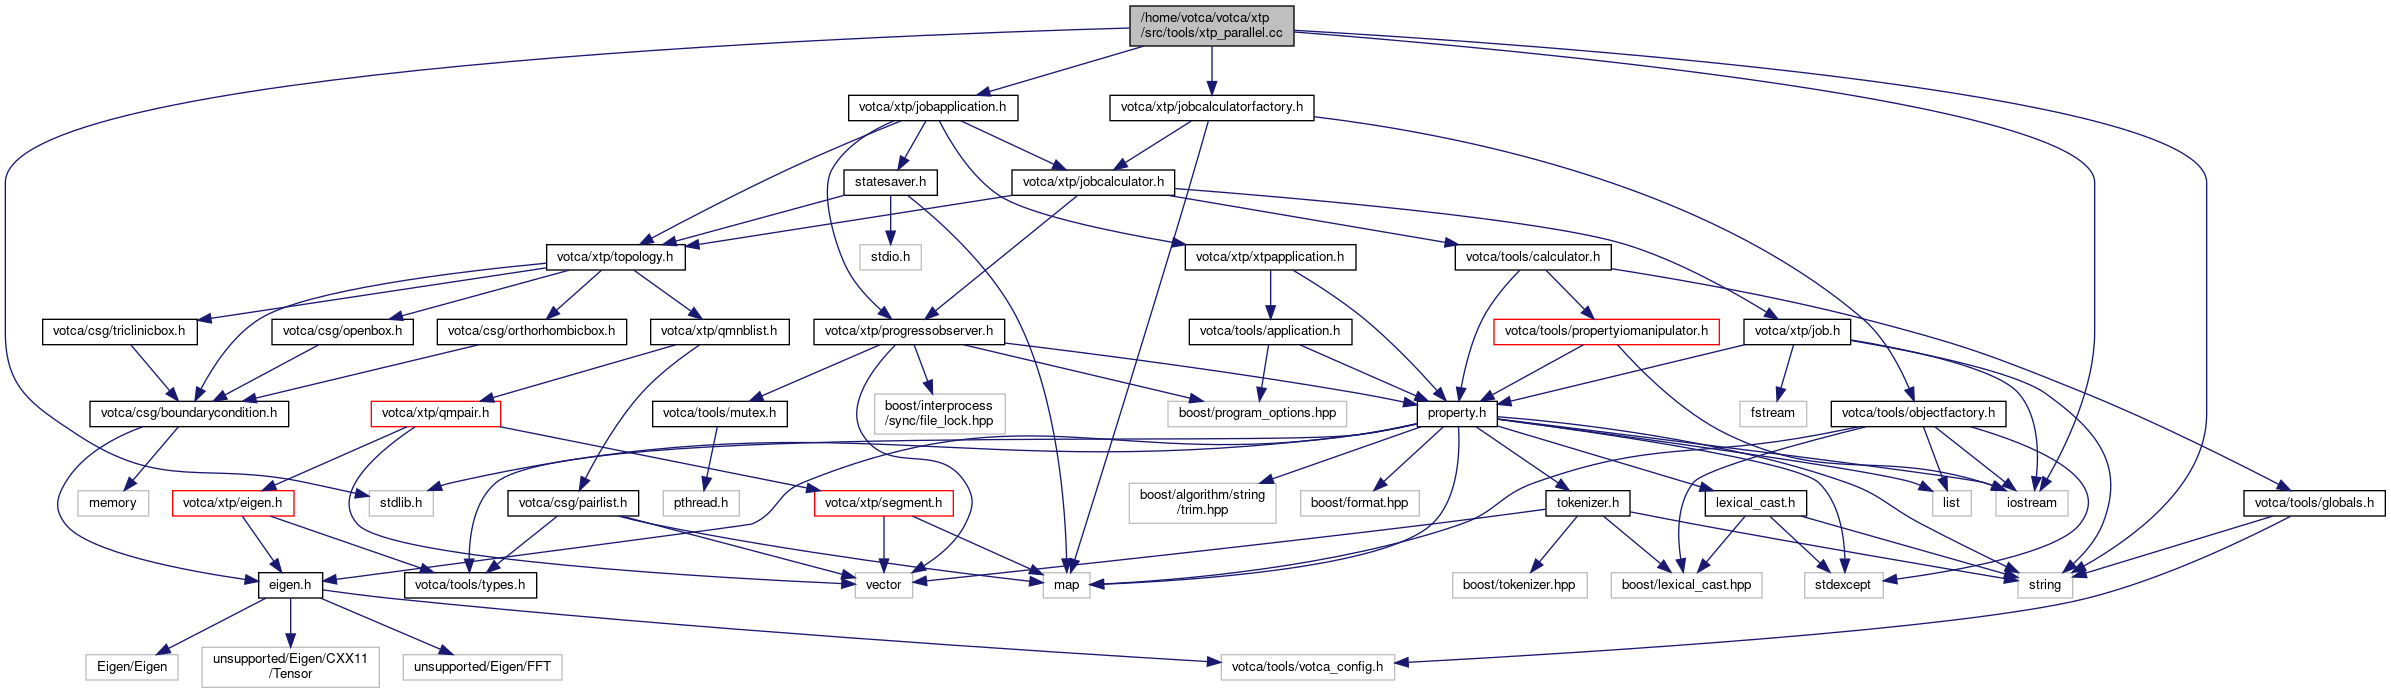 /home/votca/votca/xtp
/src/tools/xtp_parallel.cc
votca/xtp/jobapplication.h
votca/xtp/jobcalculatorfactory.h
statesaver.h
votca/xtp/jobcalculator.h
votca/xtp/topology.h
stdio.h
votca/xtp/xtpapplication.h
votca/tools/calculator.h
votca/csg/triclinicbox.h
votca/csg/openbox.h
votca/csg/orthorhombicbox.h
votca/xtp/qmnblist.h
votca/xtp/progressobserver.h
votca/tools/application.h
votca/tools/propertyiomanipulator.h
votca/xtp/job.h
votca/csg/boundarycondition.h
votca/xtp/qmpair.h
votca/tools/mutex.h
boost/interprocess
/sync/file_lock.hpp
boost/program_options.hpp
property.h
fstream
votca/tools/objectfactory.h
memory
votca/xtp/eigen.h
stdlib.h
votca/csg/pairlist.h
pthread.h
votca/xtp/segment.h
boost/algorithm/string
/trim.hpp
boost/format.hpp
tokenizer.h
lexical_cast.h
list
iostream
votca/tools/globals.h
eigen.h
votca/tools/types.h
vector
map
boost/tokenizer.hpp
boost/lexical_cast.hpp
stdexcept
string
Eigen/Eigen
unsupported/Eigen/CXX11
/Tensor
unsupported/Eigen/FFT
votca/tools/votca_config.h